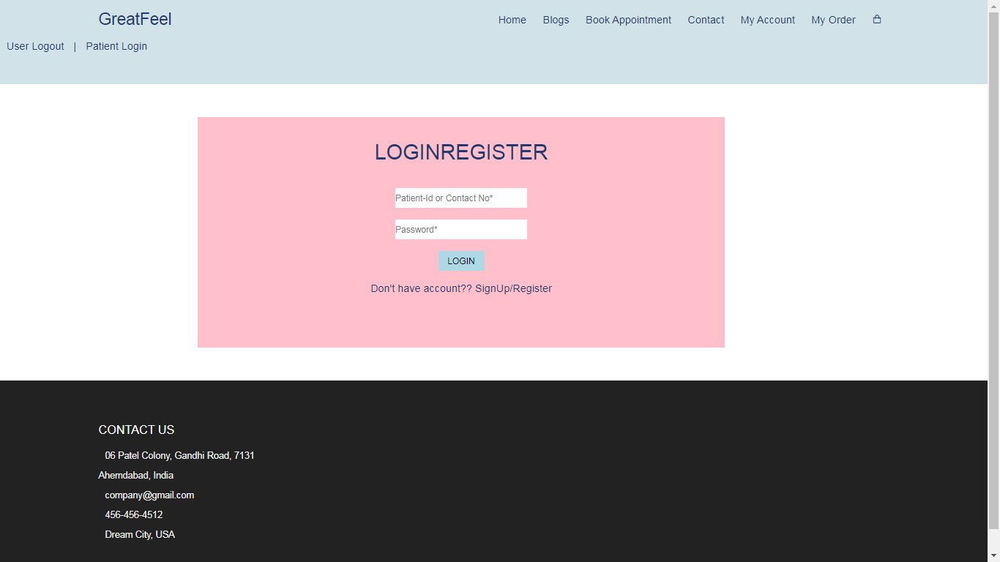 GreatFeel
Home Blogs Book Appointment Contact My Account My Order
User Logout | Patient Login
LOGINREGISTER
Patient-Id or Contact No*
Password*
LOGIN
Don't have account?? SignUp/Register
CONTACT US
06 Patel Colony, Gandhi Road, 7131
Ahemdabad, India
company@gmail.com
456-456-4512
Dream City, USA